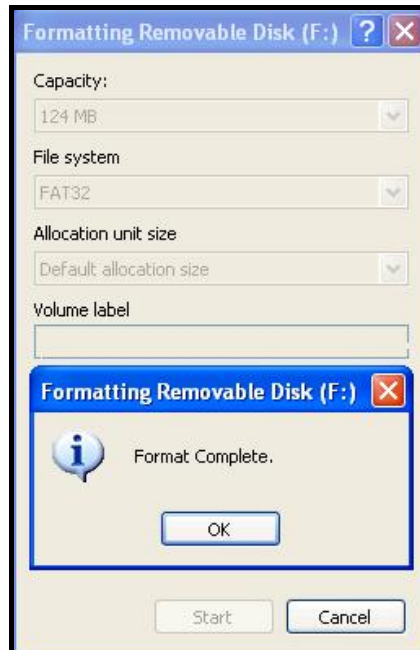 Formatting Removable Disk (F:)
Capacity:
124 MB
File system
FAT32
Allocation unit size
Default allocation size
Volume label
Formatting Removable Disk (F:)
Format Complete.
OK
Start
Cancel